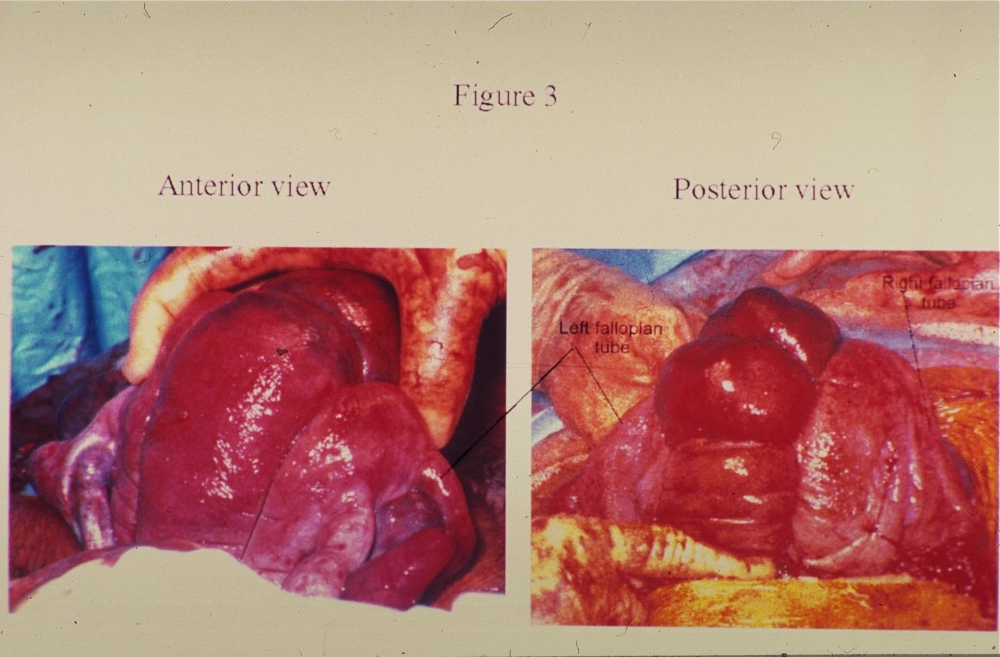 Figure 3
Anterior view
Posterior view
Left fallopian
tube
Right fallopian
tube